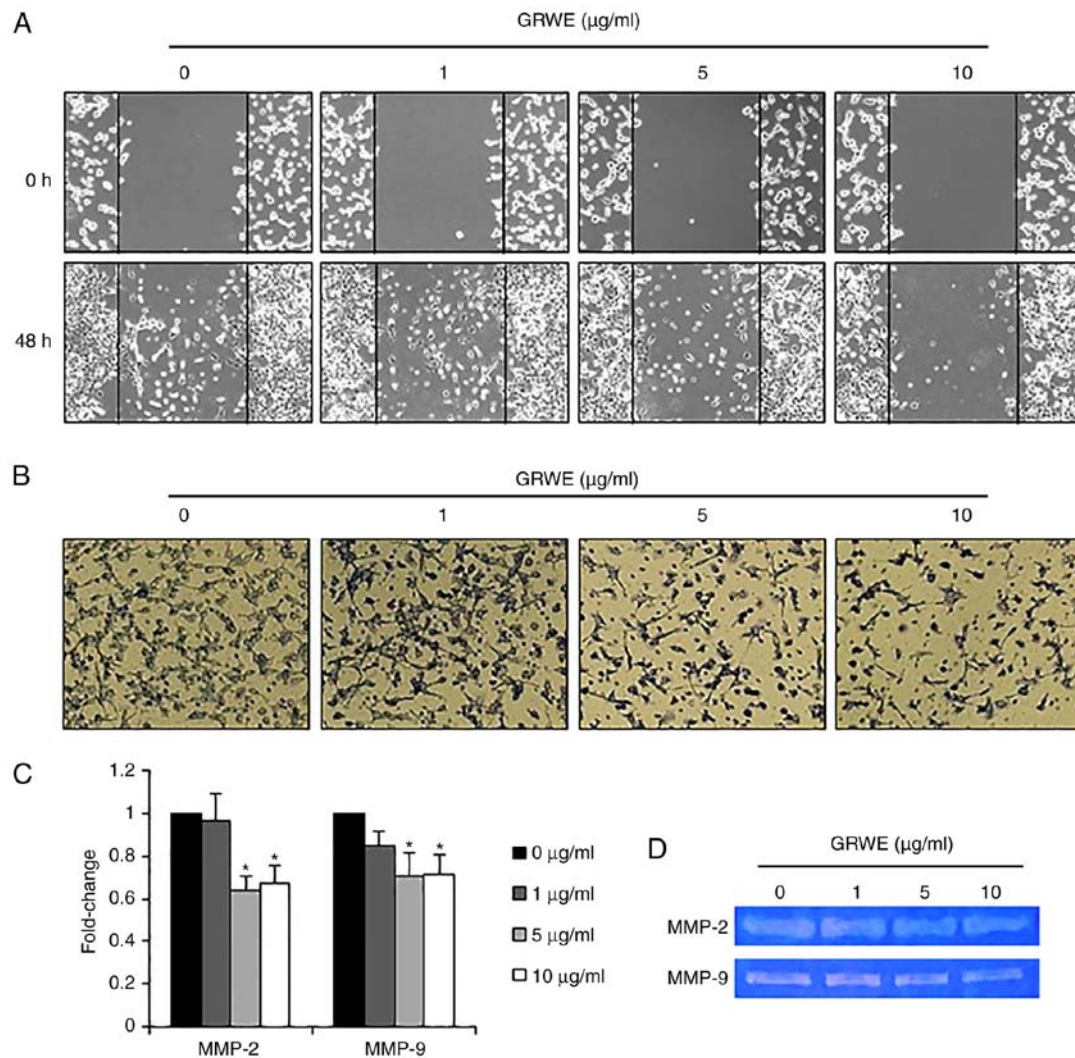 A
GRWE (µg/ml)
0 1 5 10
0 h
48 h
B
GRWE (µg/ml)
0 1 5 10
C
1.2
1
0.8
0.6
0.4
0.2
0
Fold-change
* *
* *
MMP-2 MMP-9
0 µg/ml
1 µg/ml
5 µg/ml
10 µg/ml
D
GRWE (µg/ml)
0 1 5 10
MMP-2
MMP-9